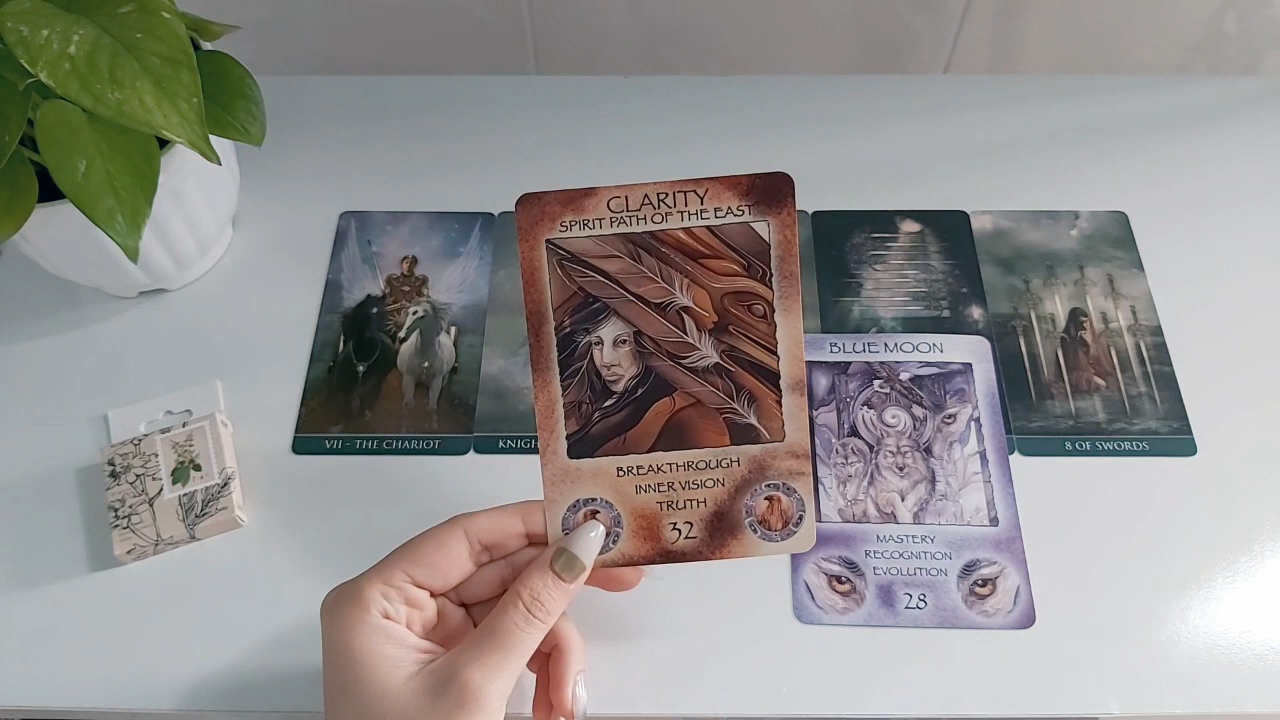 CLARITY
SPIRIT PATH OF THE EAST
BREAKTHROUGH
INNER VISION
TRUTH
32
BLUE MOON
MASTERY
RECOGNITION
EVOLUTION
28
VII - THE CHARIOT
KNIGH
8 OF SWORDS